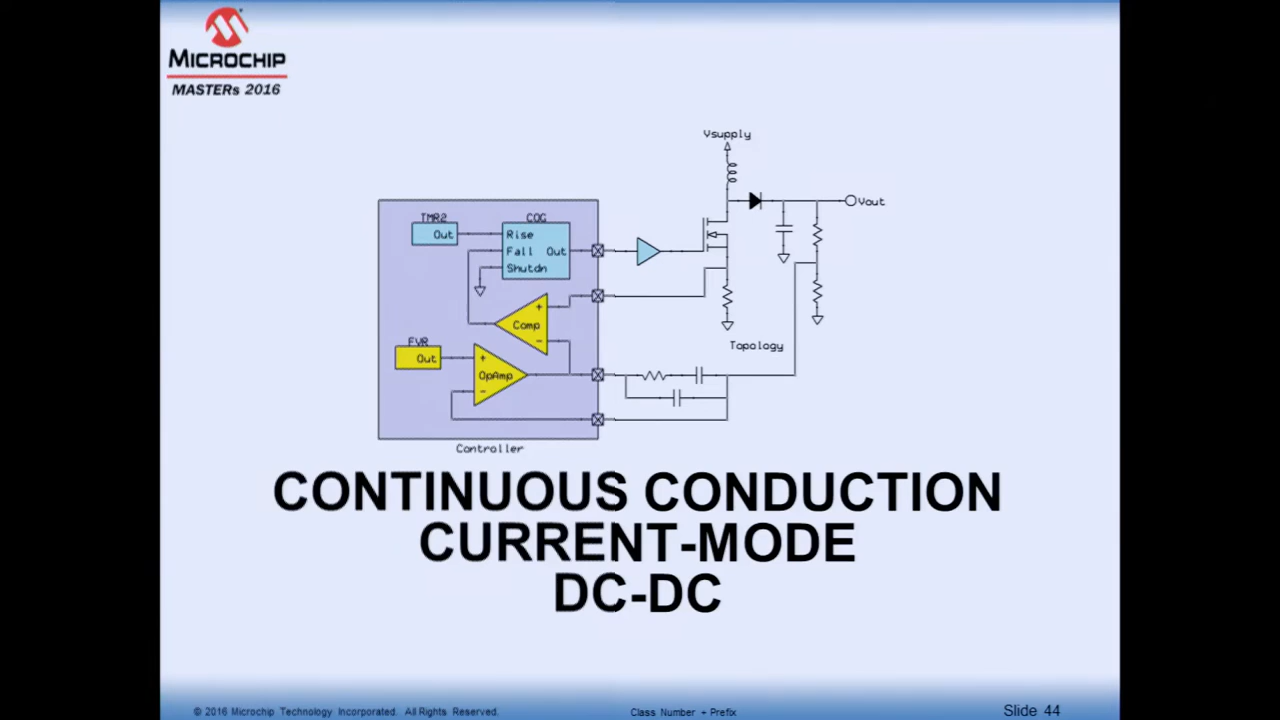 MICROCHIP
MASTERs 2016
Vsupply
Vout
TMR2
Out
COG
Rise
Fall Out
Shutdn
+
Comp
-
FVR
Out
+
OpAmp
-
Topology
Controller
CONTINUOUS CONDUCTION
CURRENT-MODE
DC-DC
© 2016 Microchip Technology Incorporated. All Rights Reserved.
Class Number + Prefix
Slide 44